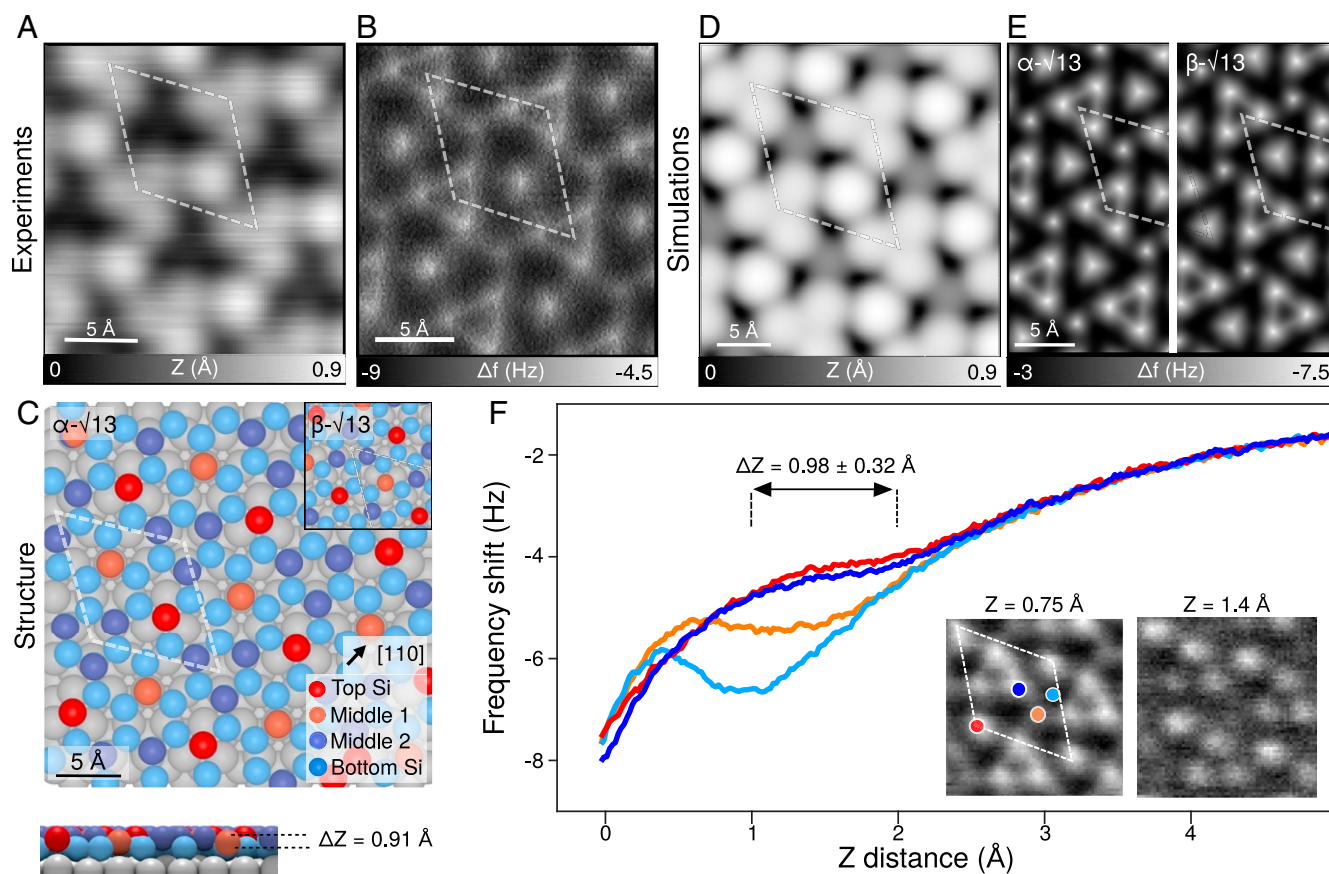 A
B
D
E
Experiments
5 Å
0 Z (Å) 0.9
5 Å
-9 Δf (Hz) -4.5
Simulations
5 Å
0 Z (Å) 0.9
α-√13
β-√13
5 Å
-3 Δf (Hz) -7.5
C
Structure
α-√13
β-√13
[110]
Top Si
Middle 1
Middle 2
Bottom Si
5 Å
ΔZ = 0.91 Å
F
Frequency shift (Hz)
-2
-4
-6
-8
ΔZ = 0.98 ± 0.32 Å
Z = 0.75 Å
Z = 1.4 Å
0 1 2 3 4
Z distance (Å)